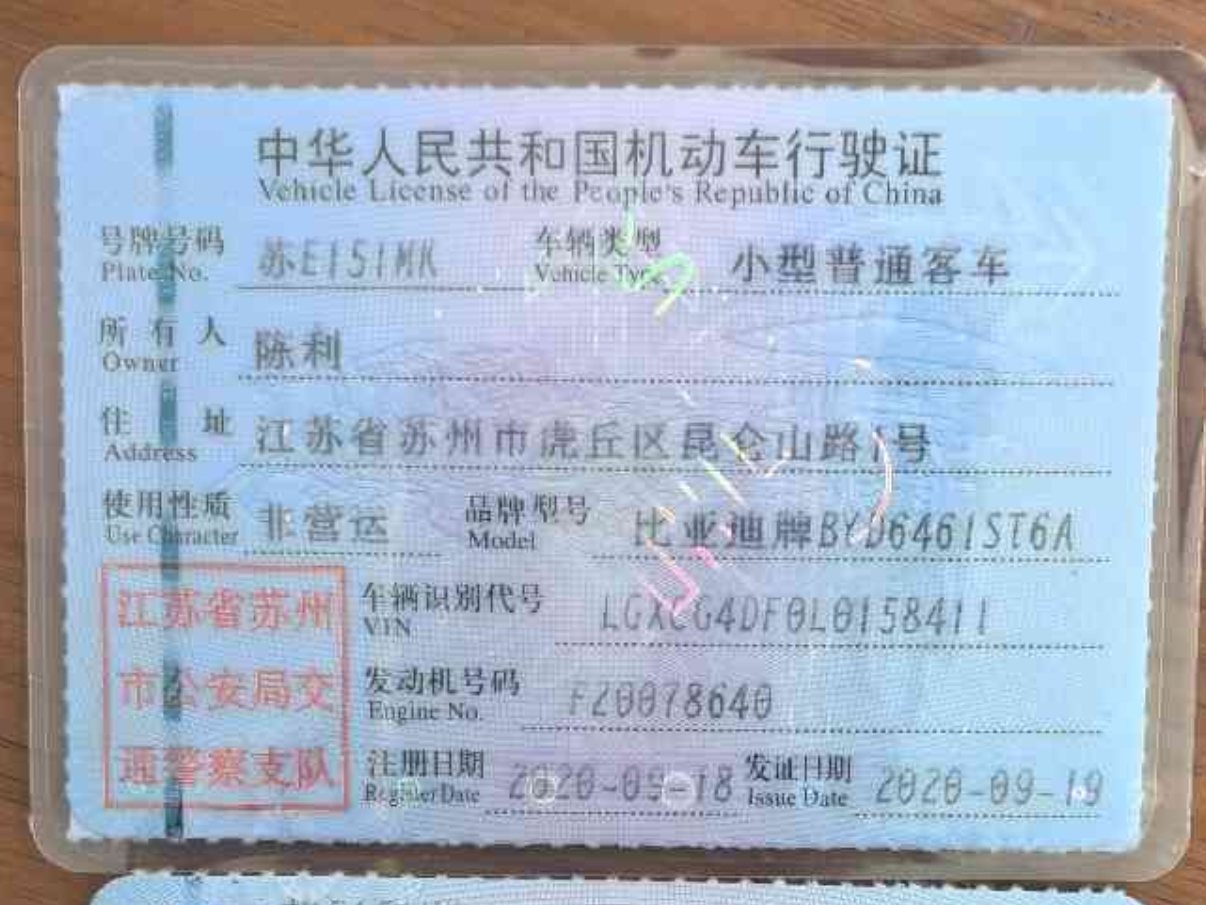 中华人民共和国机动车行驶证
Vehicle License of the People's Republic of China
号牌号码 苏E151MK 车辆类型 小型普通客车
Plate No. Vehicle Type
所有人 陈利
Owner
住址 江苏省苏州市虎丘区昆仑山路1号
Address
使用性质 非营运 品牌型号 比亚迪牌BYD6461ST6A
Use Character Model
江苏省苏州
市公安局交
通警察支队
车辆识别代号 LGXCG4DF0L0158411
VIN
发动机号码 FZ0078640
Engine No.
注册日期 2020-09-18 发证日期 2020-09-19
Register Date Issue Date